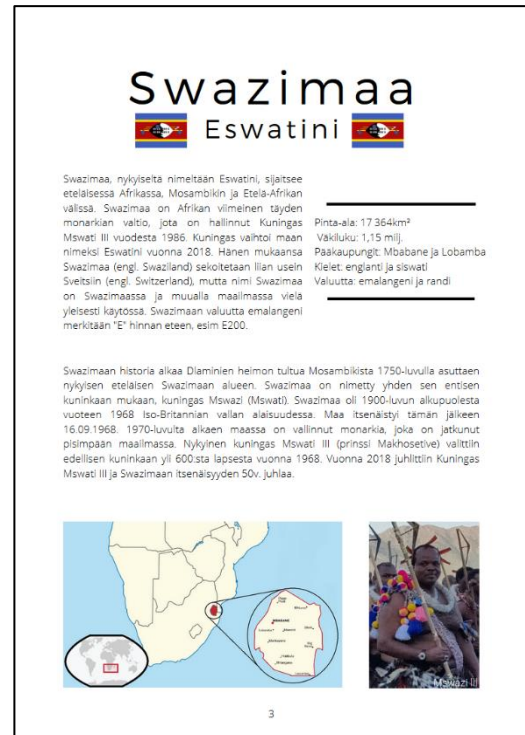 Swazimaa
Eswatini
Swazimaa, nykyiseltä nimeltään Eswatini, sijaitsee
eteläisessä Afrikassa, Mosambikin ja Etelä-Afrikan
välissä. Swazimaa on Afrikan viimeinen täyden
monarkian valtio, jota on hallinnut Kuningas
Mswati III vuodesta 1986. Kuningas vaihtoi maan
nimeksi Eswatini vuonna 2018. Hänen mukaansa
Swazimaa (engl. Swaziland) sekoitetaan liian usein
Sveitsiin (engl. Switzerland), mutta nimi Swazimaa
on Swazimaassa ja muualla maailmassa vielä
yleisesti käytössä. Swazimaan valuutta emalangeni
merkitään "E" hinnan eteen, esim E200.
Pinta-ala: 17 364km²
Väkiluku: 1,15 milj.
Pääkaupungit: Mbabane ja Lobamba
Kielet: englanti ja siswati
Valuutta: emalangeni ja randi
Swazimaan historia alkaa Dlaminien heimon tultua Mosambikista 1750-luvulla asuttaen
nykyisen eteläisen Swazimaan alueen. Swazimaa on nimetty yhden sen entisen
kuninkaan mukaan, kuningas Mswazi (Mswati). Swazimaa oli 1900-luvun alkupuolesta
vuoteen 1968 Iso-Britannian vallan alaisuudessa. Maa itsenäistyi tämän jälkeen
16.09.1968. 1970-luvulta alkaen maassa on vallinnut monarkia, joka on jatkunut
pisimpään maailmassa. Nykyinen kuningas Mswati III (prinssi Makhosetive) valittiin
edellisen kuninkaan yli 600:sta lapsesta vuonna 1968. Vuonna 2018 juhlittiin Kuningas
Mswati III ja Swazimaan itsenäisyyden 50v. juhlaa.
Mswazi III
3